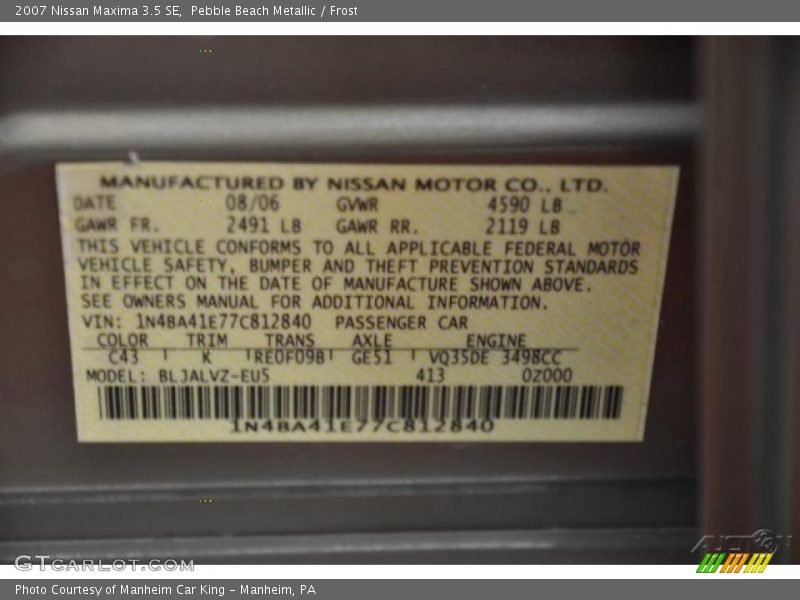 2007 Nissan Maxima 3.5 SE, Pebble Beach Metallic / Frost
MANUFACTURED BY NISSAN MOTOR CO., LTD.
DATE 08/06 GVWR 4590 LB
GAWR FR. 2491 LB GAWR RR. 2119 LB
THIS VEHICLE CONFORMS TO ALL APPLICABLE FEDERAL MOTOR
VEHICLE SAFETY, BUMPER AND THEFT PREVENTION STANDARDS
IN EFFECT ON THE DATE OF MANUFACTURE SHOWN ABOVE.
SEE OWNERS MANUAL FOR ADDITIONAL INFORMATION.
VIN: 1N4BA41E77C812840 PASSENGER CAR
COLOR TRIM TRANS AXLE ENGINE
C43 K RE0F09B GE51 VQ35DE 3498CC
MODEL: BLJALVZ-EU5 413 0Z000
1N4BA41E77C812840
GTCARLOT.COM
Photo Courtesy of Manheim Car King - Manheim, PA